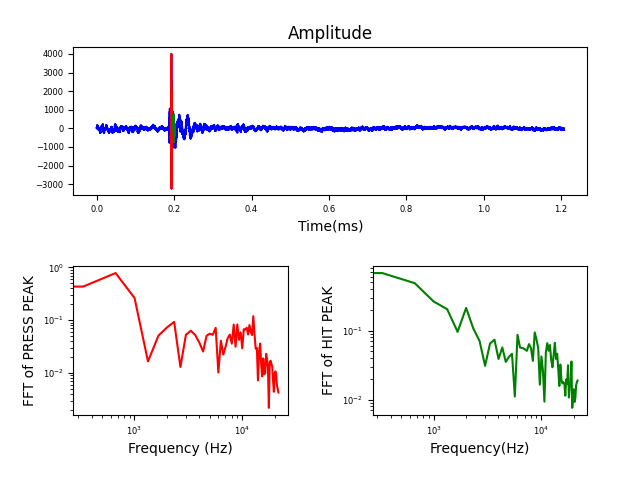 Amplitude
4000
3000
2000
1000
0
−1000
−2000
−3000
0.0 0.2 0.4 0.6 0.8 1.0 1.2
Time(ms)
FFT of PRESS PEAK
10⁰
10⁻¹
10⁻²
10³ 10⁴
Frequency (Hz)
FFT of HIT PEAK
10⁻¹
10⁻²
10³ 10⁴
Frequency(Hz)